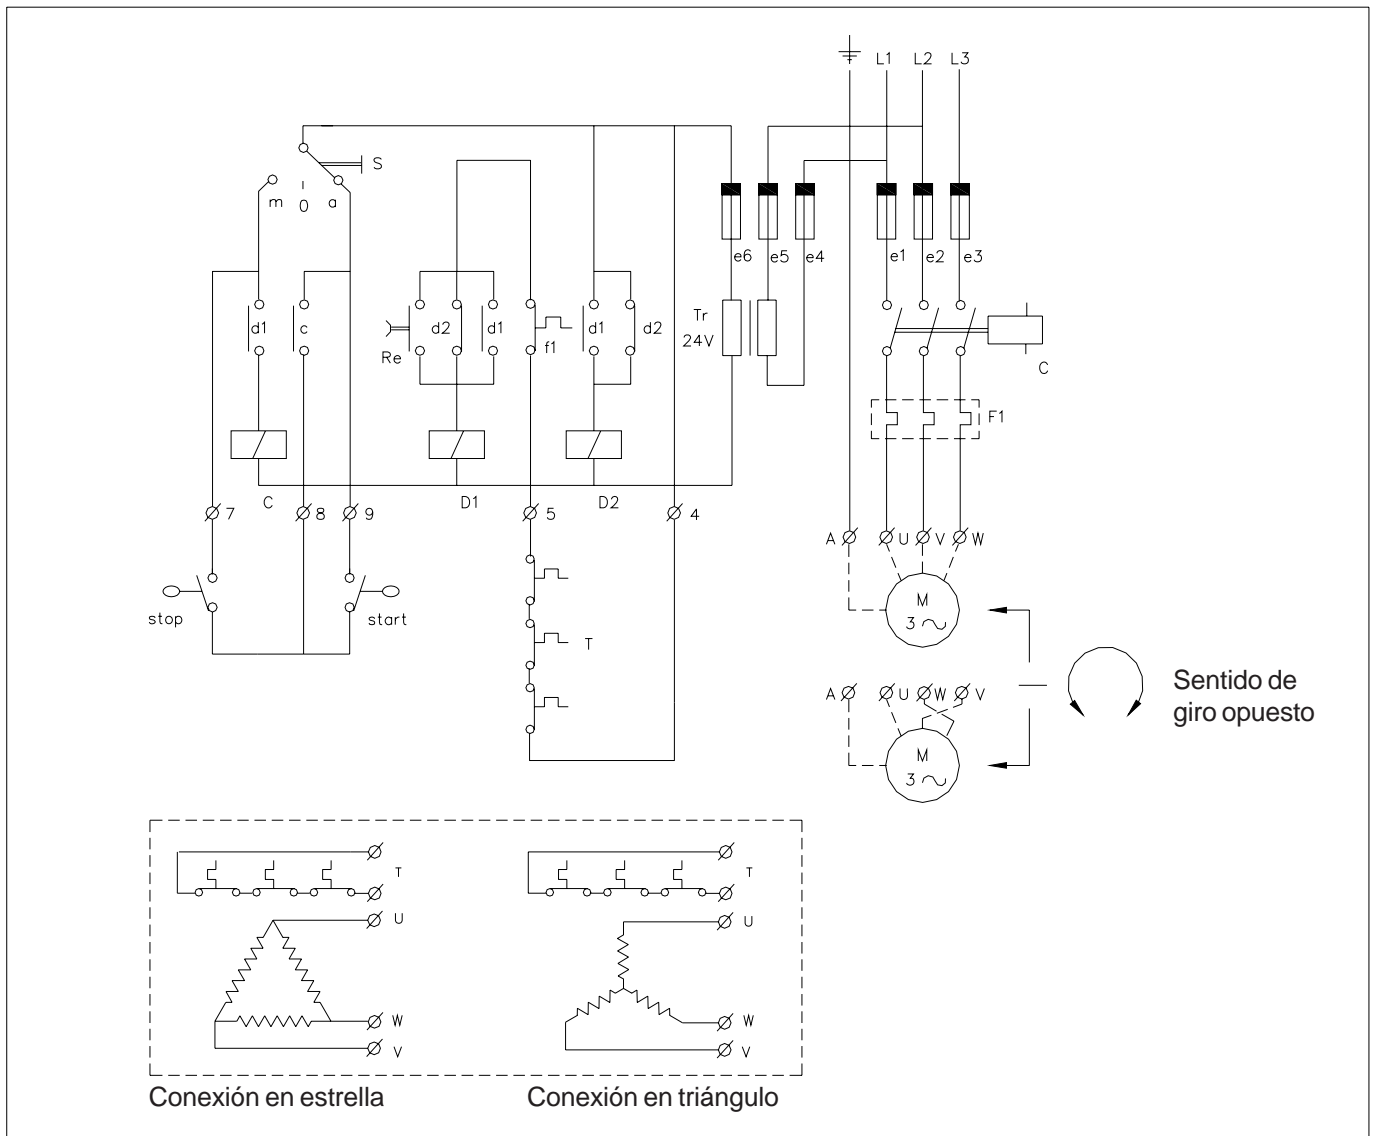 L1 L2 L3
S
m 0 a
e6 e5 e4 e1 e2 e3
d1 c d2 d1 d1 d2
Re f1
Tr
24V
C
F1
C D1 D2
7 8 9 5 4
A U V W
stop start
T
M
3
A U W V
M
3
Sentido de
giro opuesto
T T
U U
W W
V V
Conexión en estrella Conexión en triángulo